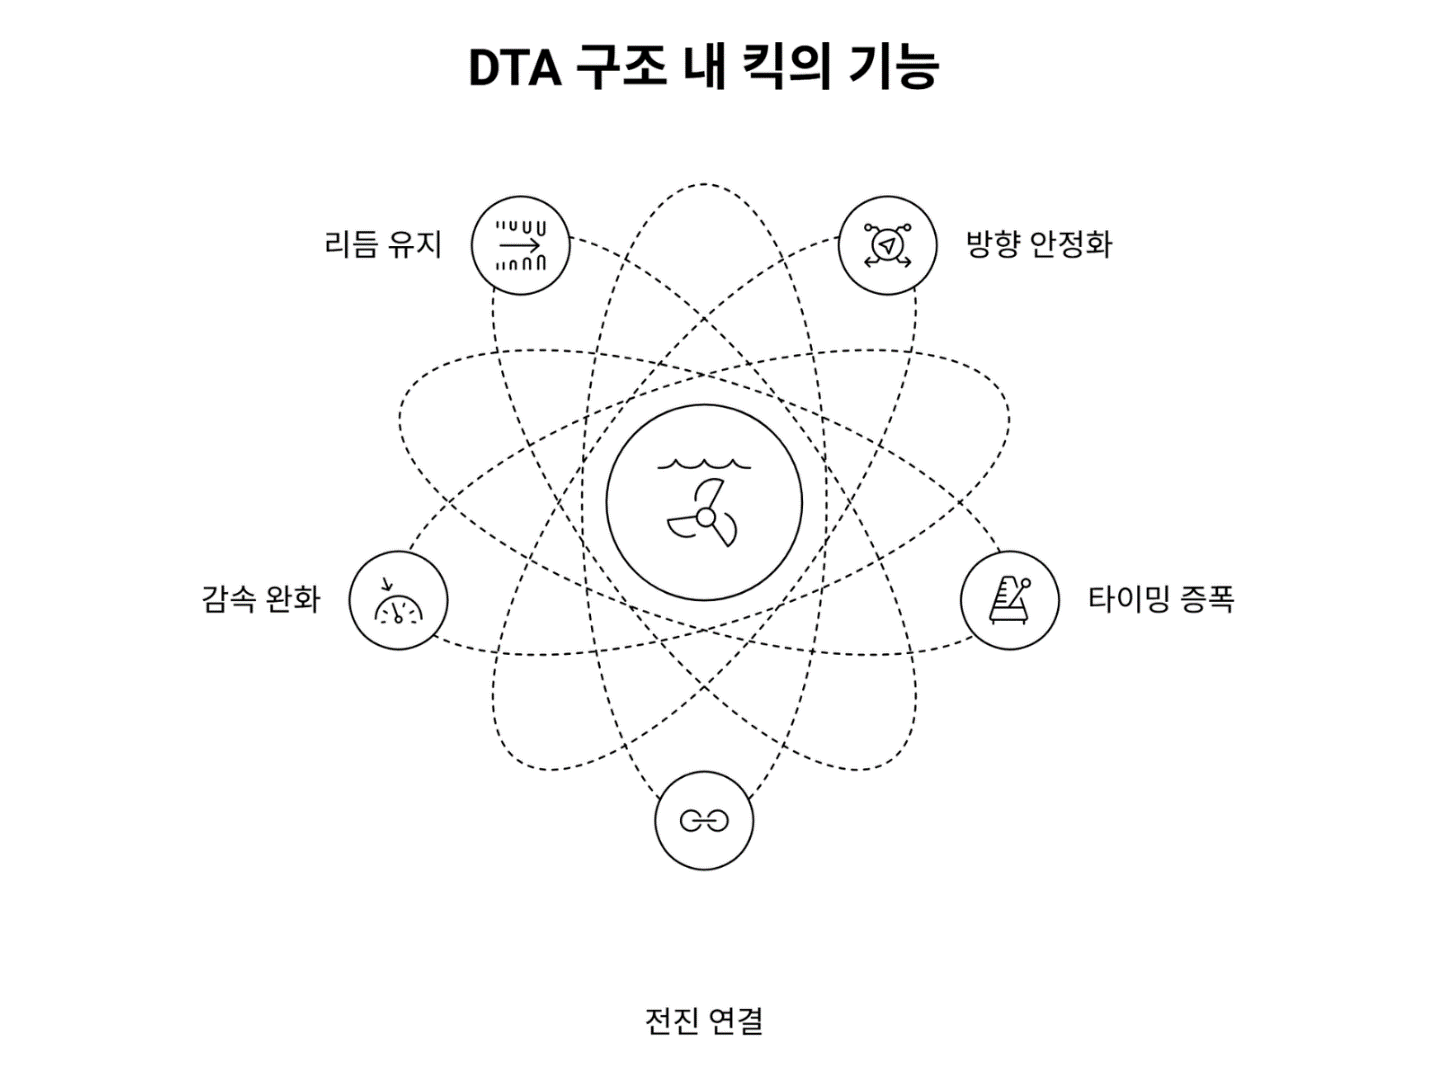 DTA 구조 내 킥의 기능
리듬 유지
방향 안정화
감속 완화
타이밍 증폭
전진 연결